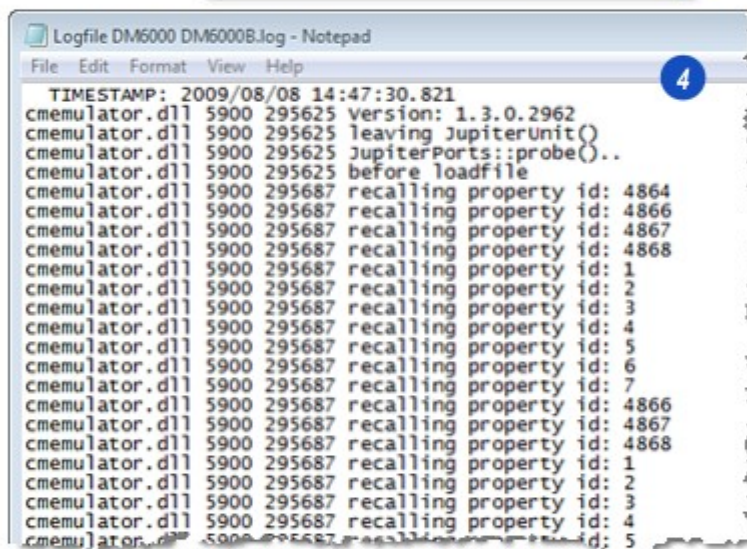 Logfile DM6000 DM6000B.log - Notepad
File Edit Format View Help
4
TIMESTAMP: 2009/08/08 14:47:30.821
cmemulator.dll 5900 295625 Version: 1.3.0.2962
cmemulator.dll 5900 295625 leaving JupiterUnit()
cmemulator.dll 5900 295625 JupiterPorts::probe()..
cmemulator.dll 5900 295625 before loadfile
cmemulator.dll 5900 295687 recalling property id: 4864
cmemulator.dll 5900 295687 recalling property id: 4866
cmemulator.dll 5900 295687 recalling property id: 4867
cmemulator.dll 5900 295687 recalling property id: 4868
cmemulator.dll 5900 295687 recalling property id: 1
cmemulator.dll 5900 295687 recalling property id: 2
cmemulator.dll 5900 295687 recalling property id: 3
cmemulator.dll 5900 295687 recalling property id: 4
cmemulator.dll 5900 295687 recalling property id: 5
cmemulator.dll 5900 295687 recalling property id: 6
cmemulator.dll 5900 295687 recalling property id: 7
cmemulator.dll 5900 295687 recalling property id: 4866
cmemulator.dll 5900 295687 recalling property id: 4867
cmemulator.dll 5900 295687 recalling property id: 4868
cmemulator.dll 5900 295687 recalling property id: 1
cmemulator.dll 5900 295687 recalling property id: 2
cmemulator.dll 5900 295687 recalling property id: 3
cmemulator.dll 5900 295687 recalling property id: 4
cmemulator.dll 5900 id: 5